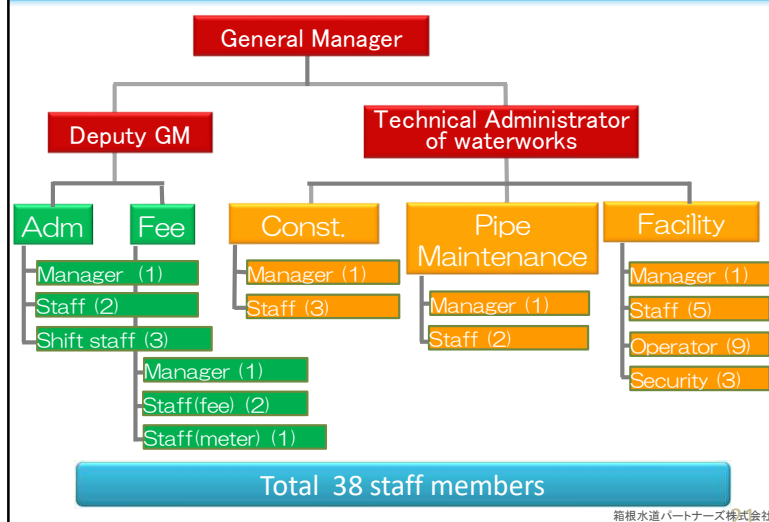 General Manager
Deputy GM
Technical Administrator
of waterworks
Adm
Fee
Const.
Pipe
Maintenance
Facility
Manager (1)
Staff (2)
Shift staff (3)
Manager (1)
Staff(fee) (2)
Staff(meter) (1)
Manager (1)
Staff (3)
Manager (1)
Staff (2)
Manager (1)
Staff (5)
Operator (9)
Security (3)
Total 38 staff members
箱根水道パートナーズ株式会社